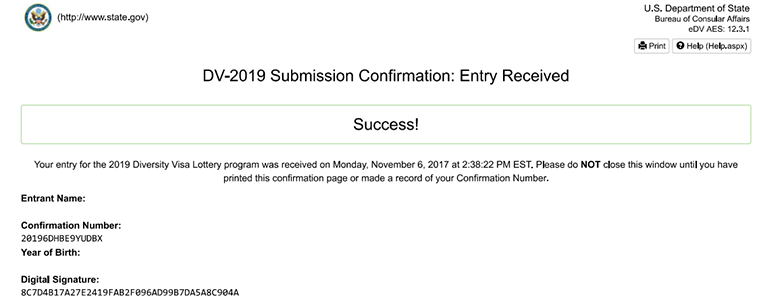 (http://www.state.gov)
U.S. Department of State
Bureau of Consular Affairs
eDV AES: 12.3.1
Print
Help (Help.aspx)
DV-2019 Submission Confirmation: Entry Received
Success!
Your entry for the 2019 Diversity Visa Lottery program was received on Monday, November 6, 2017 at 2:38:22 PM EST. Please do NOT close this window until you have
printed this confirmation page or made a record of your Confirmation Number.
Entrant Name:
Confirmation Number:
20196DHBE9YUDBX
Year of Birth:
Digital Signature:
8C7D4B17A27E2419FAB2F096AD99B7DA5A8C904A